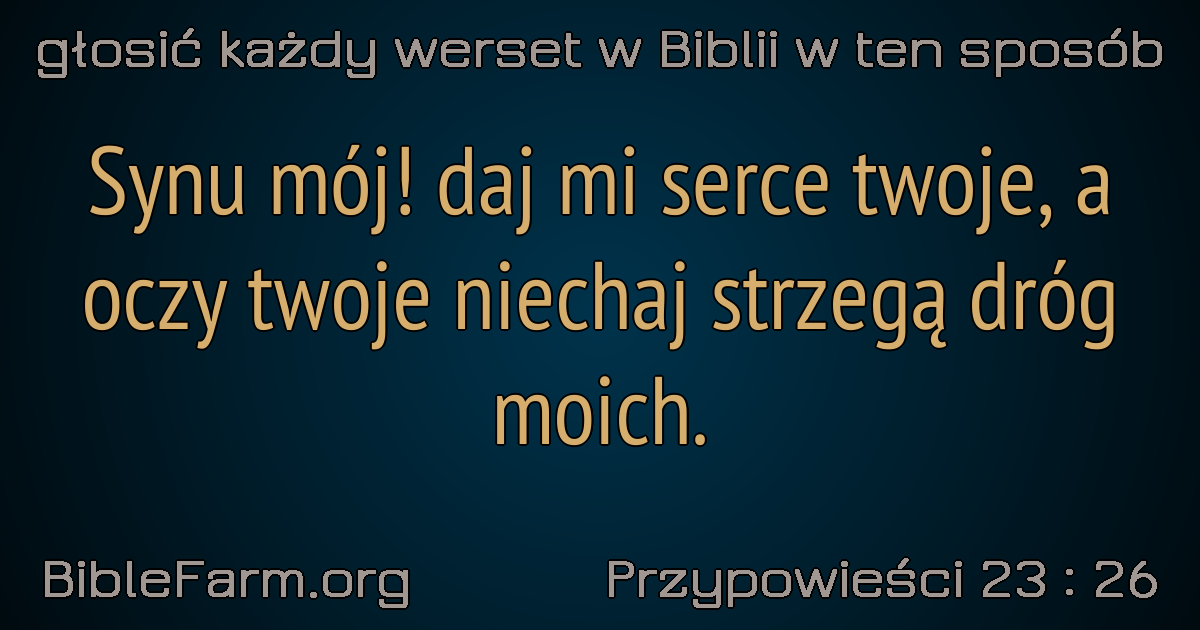 głosić każdy werset w Biblii w ten sposób
Synu mój! daj mi serce twoje, a
oczy twoje niechaj strzegą dróg
moich.
BibleFarm.org
Przypowieści 23 : 26